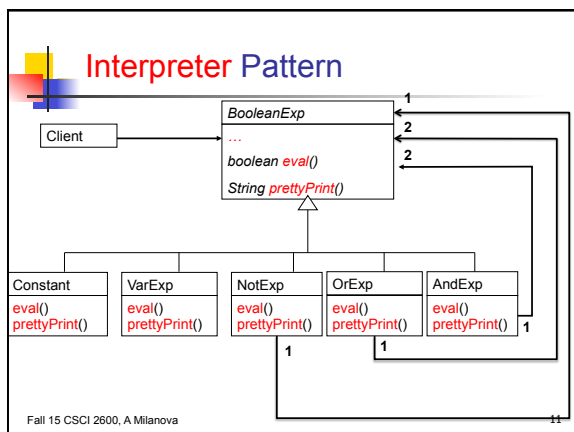 Interpreter Pattern
1
BooleanExp
Client
2
…
2
boolean eval()
String prettyPrint()
Constant
eval()
prettyPrint()
VarExp
eval()
prettyPrint()
NotExp
eval()
prettyPrint()
OrExp
eval()
prettyPrint()
AndExp
eval()
prettyPrint()
1
1
1
Fall 15 CSCI 2600, A Milanova
11